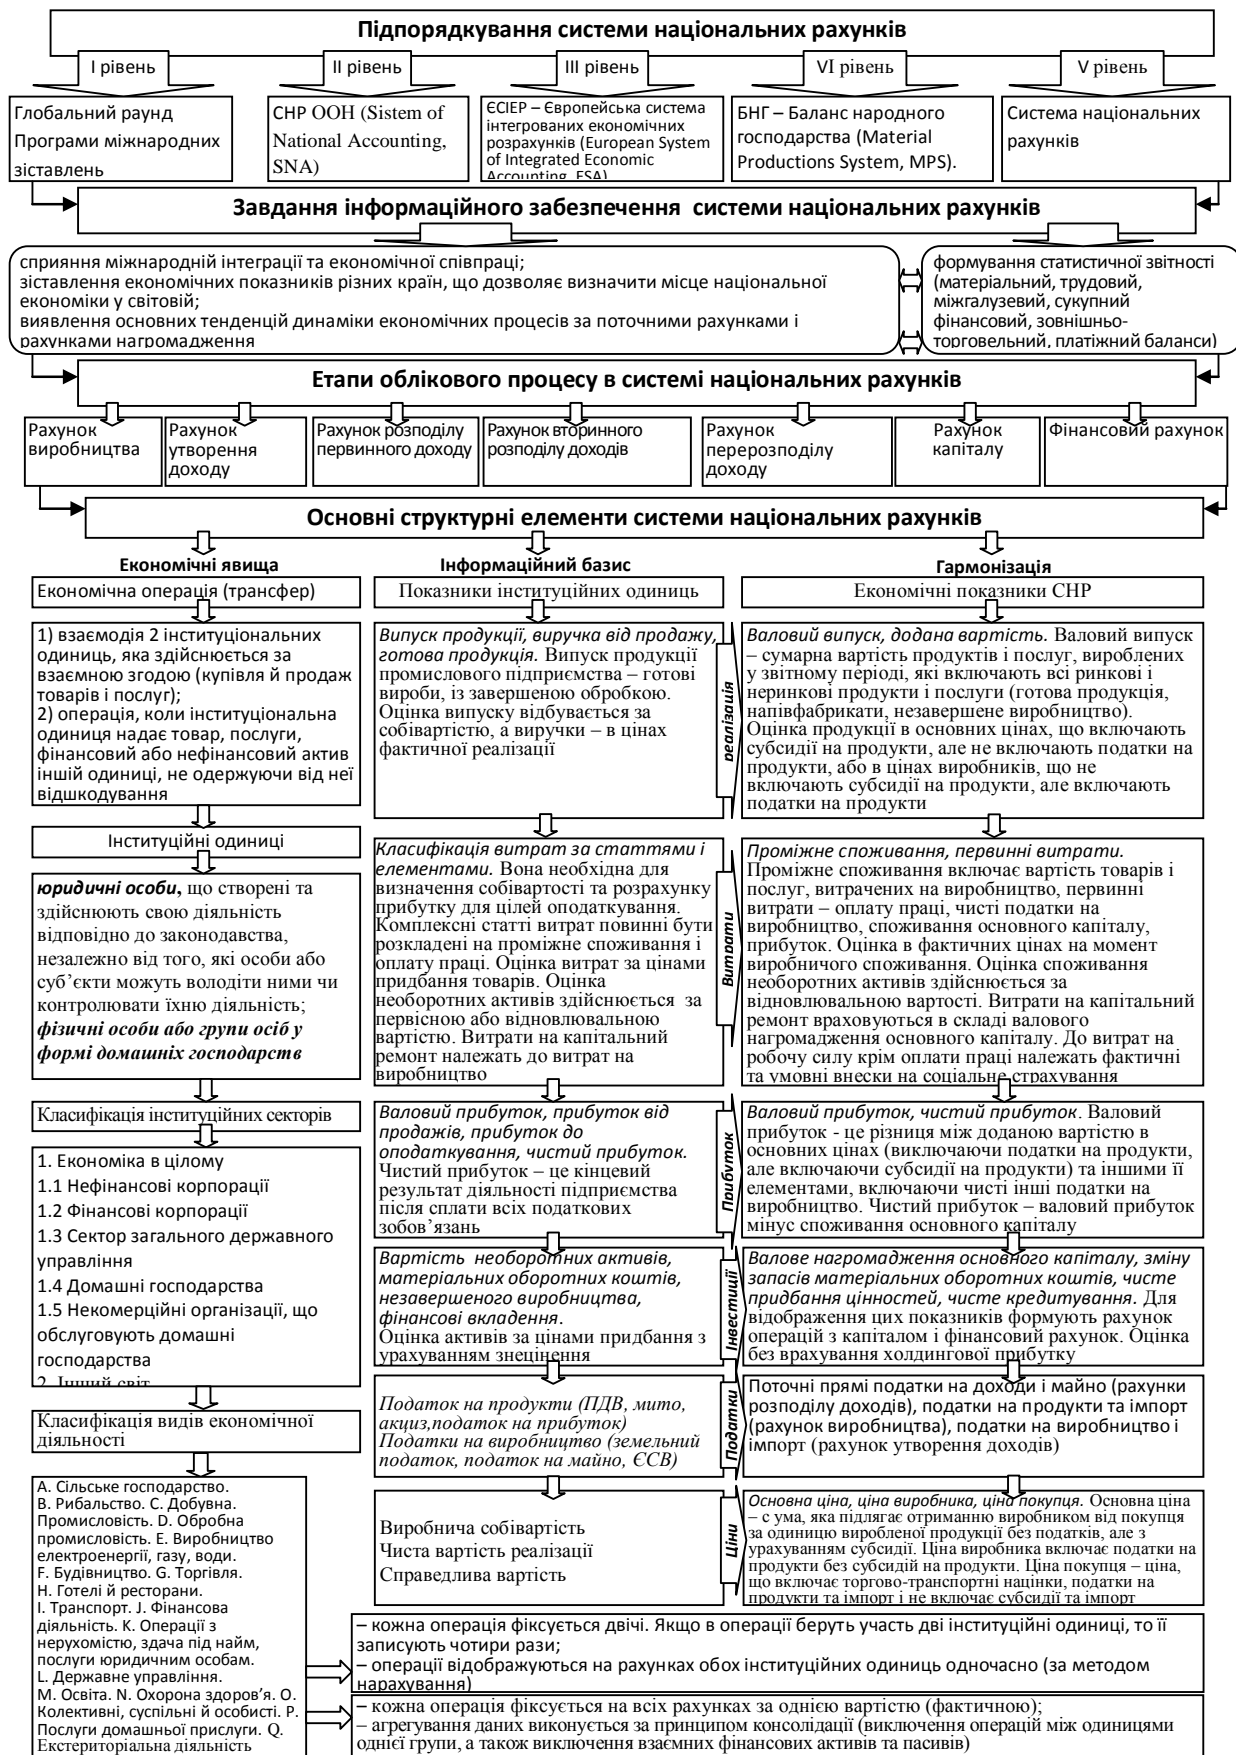 Підпорядкування системи національних рахунків
I рівень
II рівень
III рівень
VI рівень
V рівень
Глобальний раунд
Програми міжнародних
зіставлень
СНР ООН (Sistem of
National Accounting,
SNA)
ЄСІЕР – Європейська система
інтегрованих економічних
розрахунків (European System
of Integrated Economic
Accounting, ESA)
БНГ – Баланс народного
господарства (Material
Productions System, MPS).
Система національних
рахунків
Завдання інформаційного забезпечення системи національних рахунків
сприяння міжнародній інтеграції та економічної співпраці;
зіставлення економічних показників різних країн, що дозволяє визначити місце національної
економіки у світовій;
виявлення основних тенденцій динаміки економічних процесів за поточними рахунками і
рахунками нагромадження
формування статистичної звітності
(матеріальний, трудовий,
міжгалузевий, сукупний
фінансовий, зовнішньо-
торговельний, платіжний баланси)
Етапи облікового процесу в системі національних рахунків
Рахунок
виробництва
Рахунок
утворення
доходу
Рахунок розподілу
первинного доходу
Рахунок вторинного
розподілу доходів
Рахунок
перерозподілу
доходу
Рахунок
капіталу
Фінансовий рахунок
Основні структурні елементи системи національних рахунків
Економічні явища
Економічна операція (трансфер)
1) взаємодія 2 інституціональних
одиниць, яка здійснюється за
взаємною згодою (купівля й продаж
товарів і послуг);
2) операція, коли інституціональна
одиниця надає товар, послуги,
фінансовий або нефінансовий актив
іншій одиниці, не одержуючи від неї
відшкодування
Інституційні одиниці
юридичні особи, що створені та
здійснюють свою діяльність
відповідно до законодавства,
незалежно від того, які особи або
суб’єкти можуть володіти ними чи
контролювати їхню діяльність;
фізичні особи або групи осіб у
формі домашніх господарств
Класифікація інституційних секторів
1. Економіка в цілому
1.1 Нефінансові корпорації
1.2 Фінансові корпорації
1.3 Сектор загального державного
управління
1.4 Домашні господарства
1.5 Некомерційні організації, що
обслуговують домашні
господарства
2. Інший світ
Класифікація видів економічної
діяльності
A. Сільське господарство.
B. Рибальство. C. Добувна.
Промисловість. D. Обробна
промисловість. E. Виробництво
електроенергії, газу, води.
F. Будівництво. G. Торгівля.
H. Готелі й ресторани.
I. Транспорт. J. Фінансова
діяльність. K. Операції з
нерухомістю, здача під найм,
послуги юридичним особам.
L. Державне управління.
M. Освіта. N. Охорона здоров’я. O.
Колективні, суспільні й особисті. P.
Послуги домашньої прислуги. Q.
Екстериторіальна діяльність
Інформаційний базис
Показники інституційних одиниць
Випуск продукції, виручка від продажу,
готова продукція. Випуск продукції
промислового підприємства – готові
вироби, із завершеною обробкою.
Оцінка випуску відбувається за
собівартістю, а виручки – в цінах
фактичної реалізації
Класифікація витрат за статтями і
елементами. Вона необхідна для
визначення собівартості та розрахунку
прибутку для цілей оподаткування.
Комплексні статті витрат повинні бути
розкладені на проміжне споживання і
оплату праці. Оцінка витрат за цінами
придбання товарів. Оцінка
необоротних активів здійснюється за
первісною або відновлювальною
вартістю. Витрати на капітальний
ремонт належать до витрат на
виробництво
Валовий прибуток, прибуток від
продажів, прибуток до
оподаткування, чистий прибуток.
Чистий прибуток – це кінцевий
результат діяльності підприємства
після сплати всіх податкових
зобов’язань
Вартість необоротних активів,
матеріальних оборотних коштів,
незавершеного виробництва,
фінансові вкладення.
Оцінка активів за цінами придбання з
урахуванням знецінення
Податок на продукти (ПДВ, мито,
акциз,податок на прибуток)
Податки на виробництво (земельний
податок, податок на майно, ЄСВ)
Виробнича собівартість
Чиста вартість реалізації
Справедлива вартість
реалізація
Витрати
Прибуток
Інвестиції
Податки
Ціни
Гармонізація
Економічні показники СНР
Валовий випуск, додана вартість. Валовий випуск
– сумарна вартість продуктів і послуг, вироблених
у звітному періоді, які включають всі ринкові і
неринкові продукти і послуги (готова продукція,
напівфабрикати, незавершене виробництво).
Оцінка продукції в основних цінах, що включають
субсидії на продукти, але не включають податки на
продукти, або в цінах виробників, що не
включають субсидії на продукти, але включають
податки на продукти
Проміжне споживання, первинні витрати.
Проміжне споживання включає вартість товарів і
послуг, витрачених на виробництво, первинні
витрати – оплату праці, чисті податки на
виробництво, споживання основного капіталу,
прибуток. Оцінка в фактичних цінах на момент
виробничого споживання. Оцінка споживання
необоротних активів здійснюється за
відновлювальною вартості. Витрати на капітальний
ремонт враховуються в складі валового
нагромадження основного капіталу. До витрат на
робочу силу крім оплати праці належать фактичні
та умовні внески на соціальне страхування
Валовий прибуток, чистий прибуток. Валовий
прибуток - це різниця між доданою вартістю в
основних цінах (виключаючи податки на продукти,
але включаючи субсидії на продукти) та іншими її
елементами, включаючи чисті інші податки на
виробництво. Чистий прибуток – валовий прибуток
мінус споживання основного капіталу
Валове нагромадження основного капіталу, зміну
запасів матеріальних оборотних коштів, чисте
придбання цінностей, чисте кредитування. Для
відображення цих показників формують рахунок
операцій з капіталом і фінансовий рахунок. Оцінка
без врахування холдингової прибутку
Поточні прямі податки на доходи і майно (рахунки
розподілу доходів), податки на продукти та імпорт
(рахунок виробництва), податки на виробництво і
імпорт (рахунок утворення доходів)
Основна ціна, ціна виробника, ціна покупця. Основна ціна
– с ума, яка підлягає отриманню виробником від покупця
за одиницю виробленої продукції без податків, але з
урахуванням субсидії. Ціна виробника включає податки на
продукти без субсидій на продукти. Ціна покупця – ціна,
що включає торгово-транспортні націнки, податки на
продукти та імпорт і не включає субсидії та імпорт
– кожна операція фіксується двічі. Якщо в операції беруть участь дві інституційні одиниці, то її
записують чотири рази;
– операції відображуються на рахунках обох інституційних одиниць одночасно (за методом
нарахування)
– кожна операція фіксується на всіх рахунках за однією вартістю (фактичною);
– агрегування даних виконується за принципом консолідації (виключення операцій між одиницями
однієї групи, а також виключення взаємних фінансових активів та пасивів)